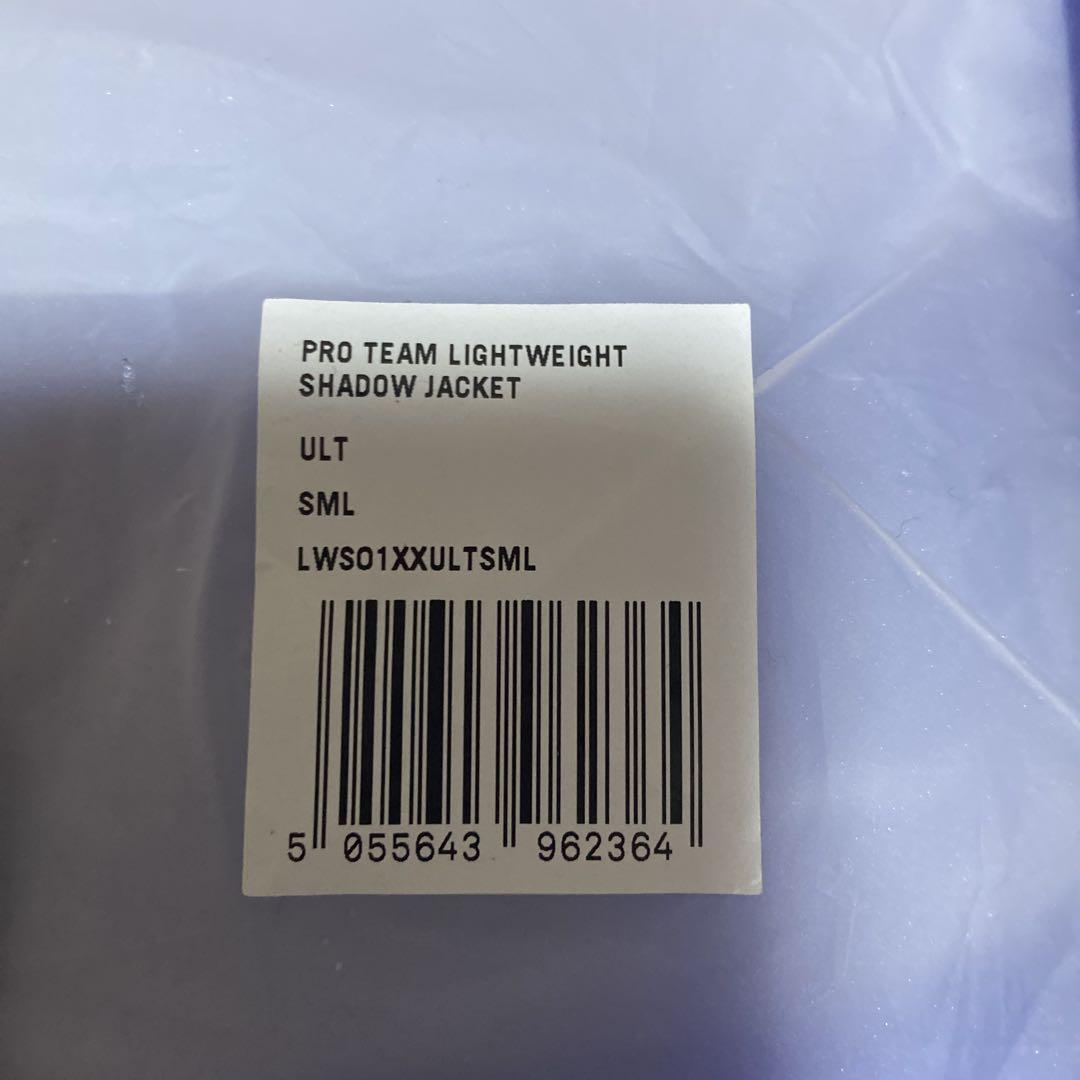 PRO TEAM LIGHTWEIGHT
SHADOW JACKET
ULT
SML
LWS01XXULTSML
5 055643 962364